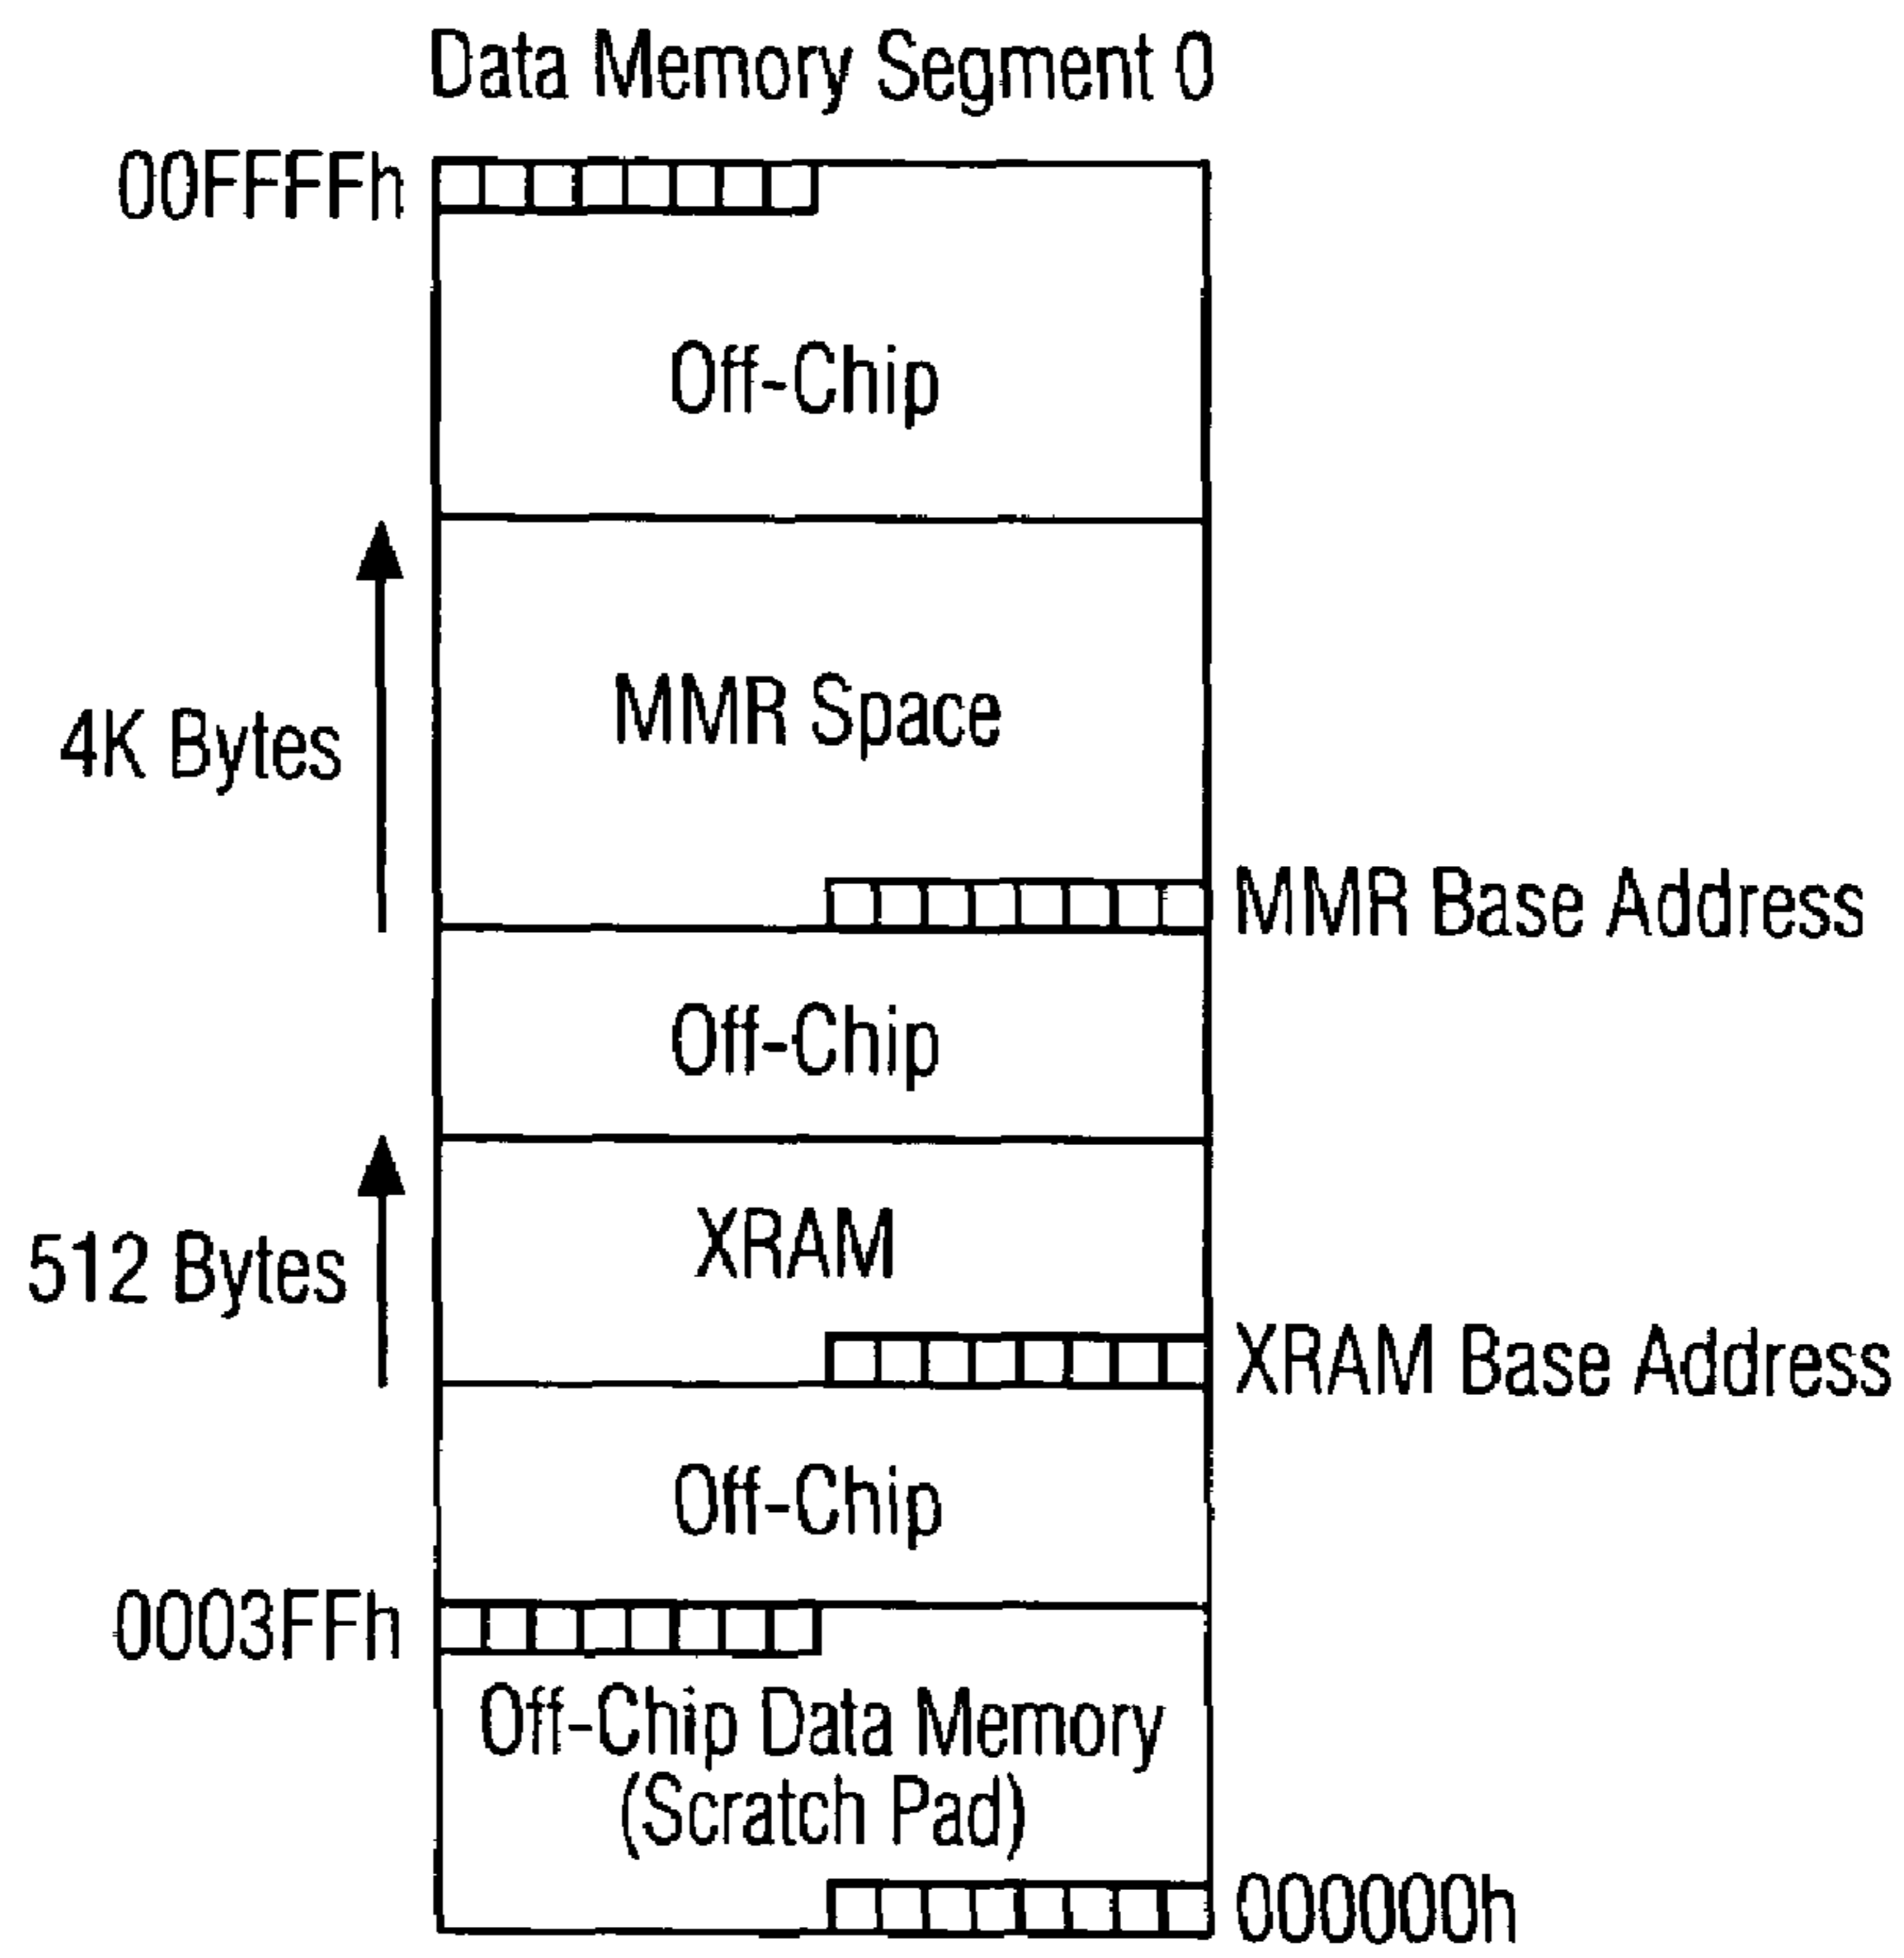 Data Memory Segment 0
00FFFFh
Off-Chip
MMR Space
4K Bytes
MMR Base Address
Off-Chip
XRAM
512 Bytes
XRAM Base Address
Off-Chip
0003FFh
Off-Chip Data Memory
(Scratch Pad)
000000h